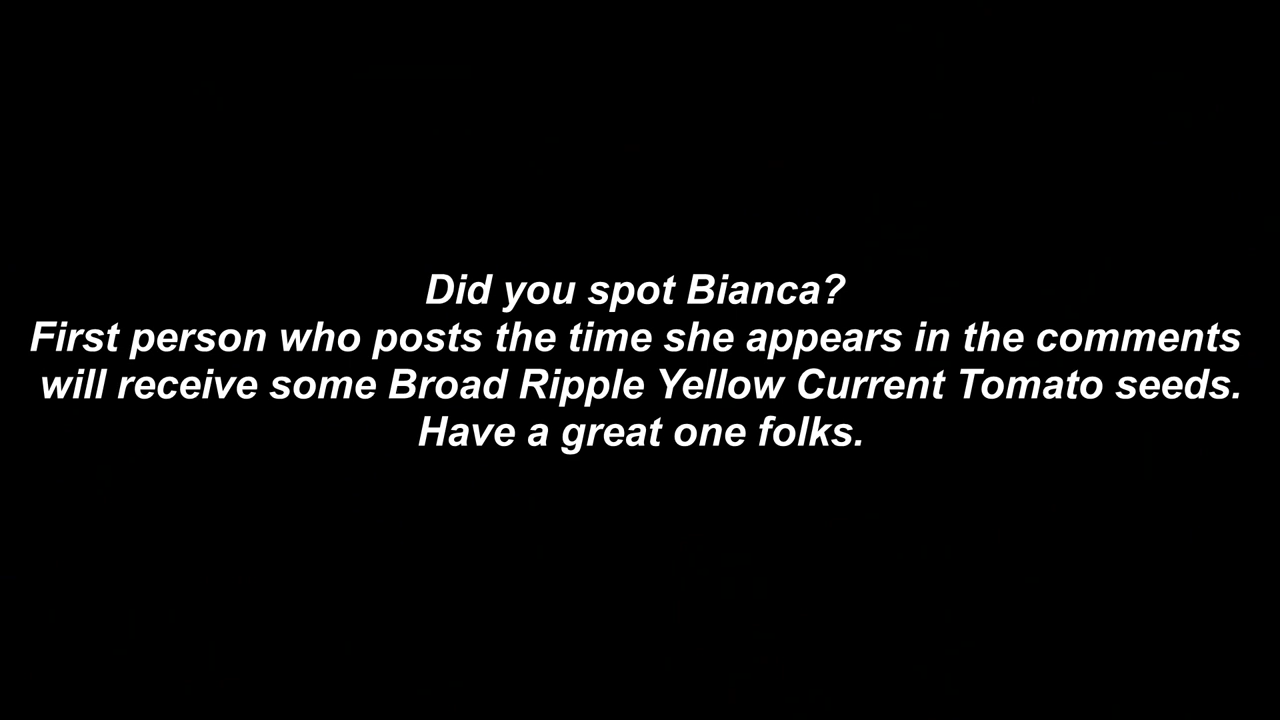 Did you spot Bianca?
First person who posts the time she appears in the comments
will receive some Broad Ripple Yellow Current Tomato seeds.
Have a great one folks.